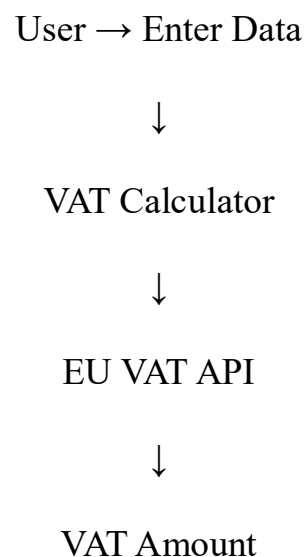 User → Enter Data
↓
VAT Calculator
↓
EU VAT API
↓
VAT Amount